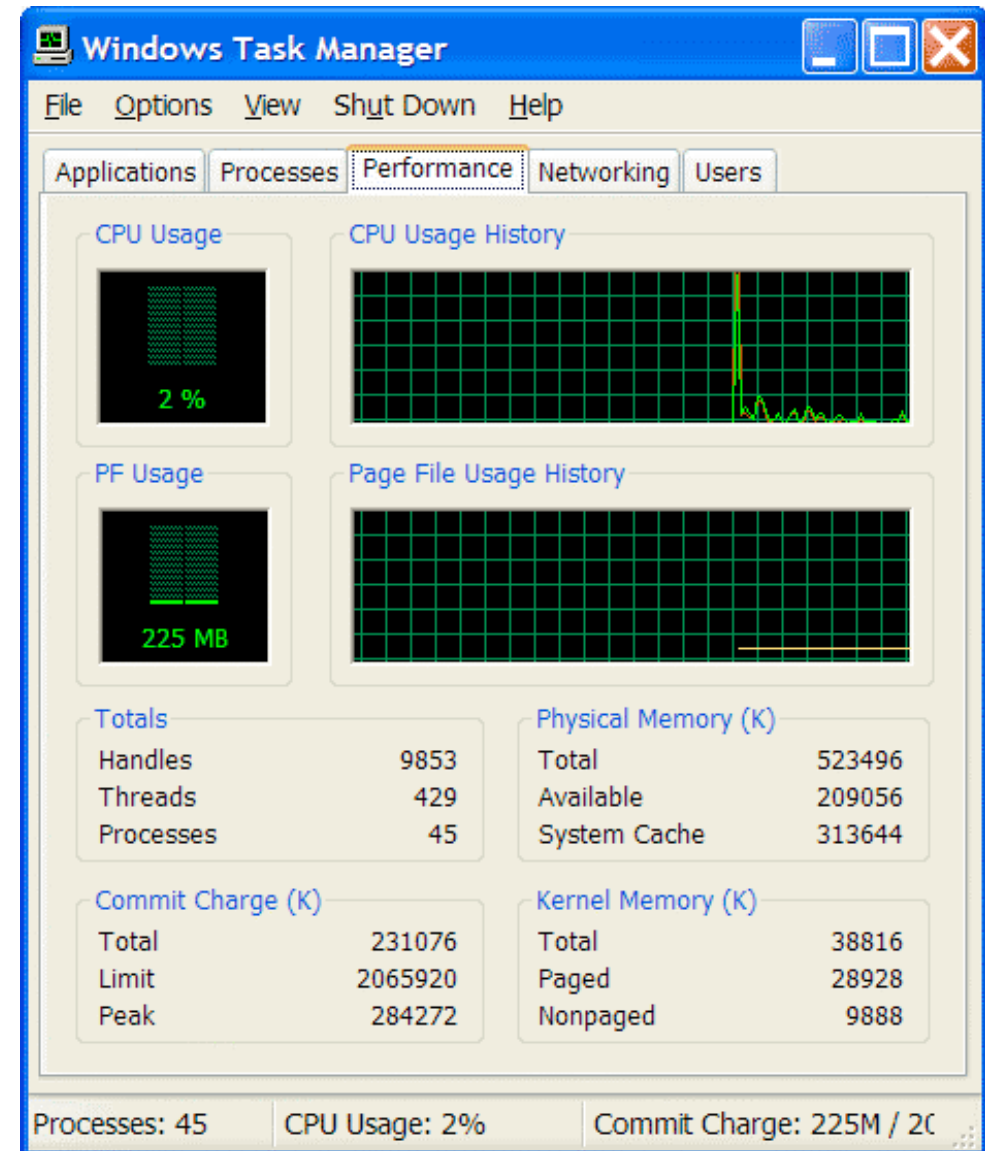 Windows Task Manager
File Options View Shut Down Help
Applications Processes Performance Networking Users
CPU Usage CPU Usage History
2 %
PF Usage Page File Usage History
225 MB
Totals Physical Memory (K)
Handles 9853 Total 523496
Threads 429 Available 209056
Processes 45 System Cache 313644
Commit Charge (K) Kernel Memory (K)
Total 231076 Total 38816
Limit 2065920 Paged 28928
Peak 284272 Nonpaged 9888
Processes: 45 CPU Usage: 2% Commit Charge: 225M /